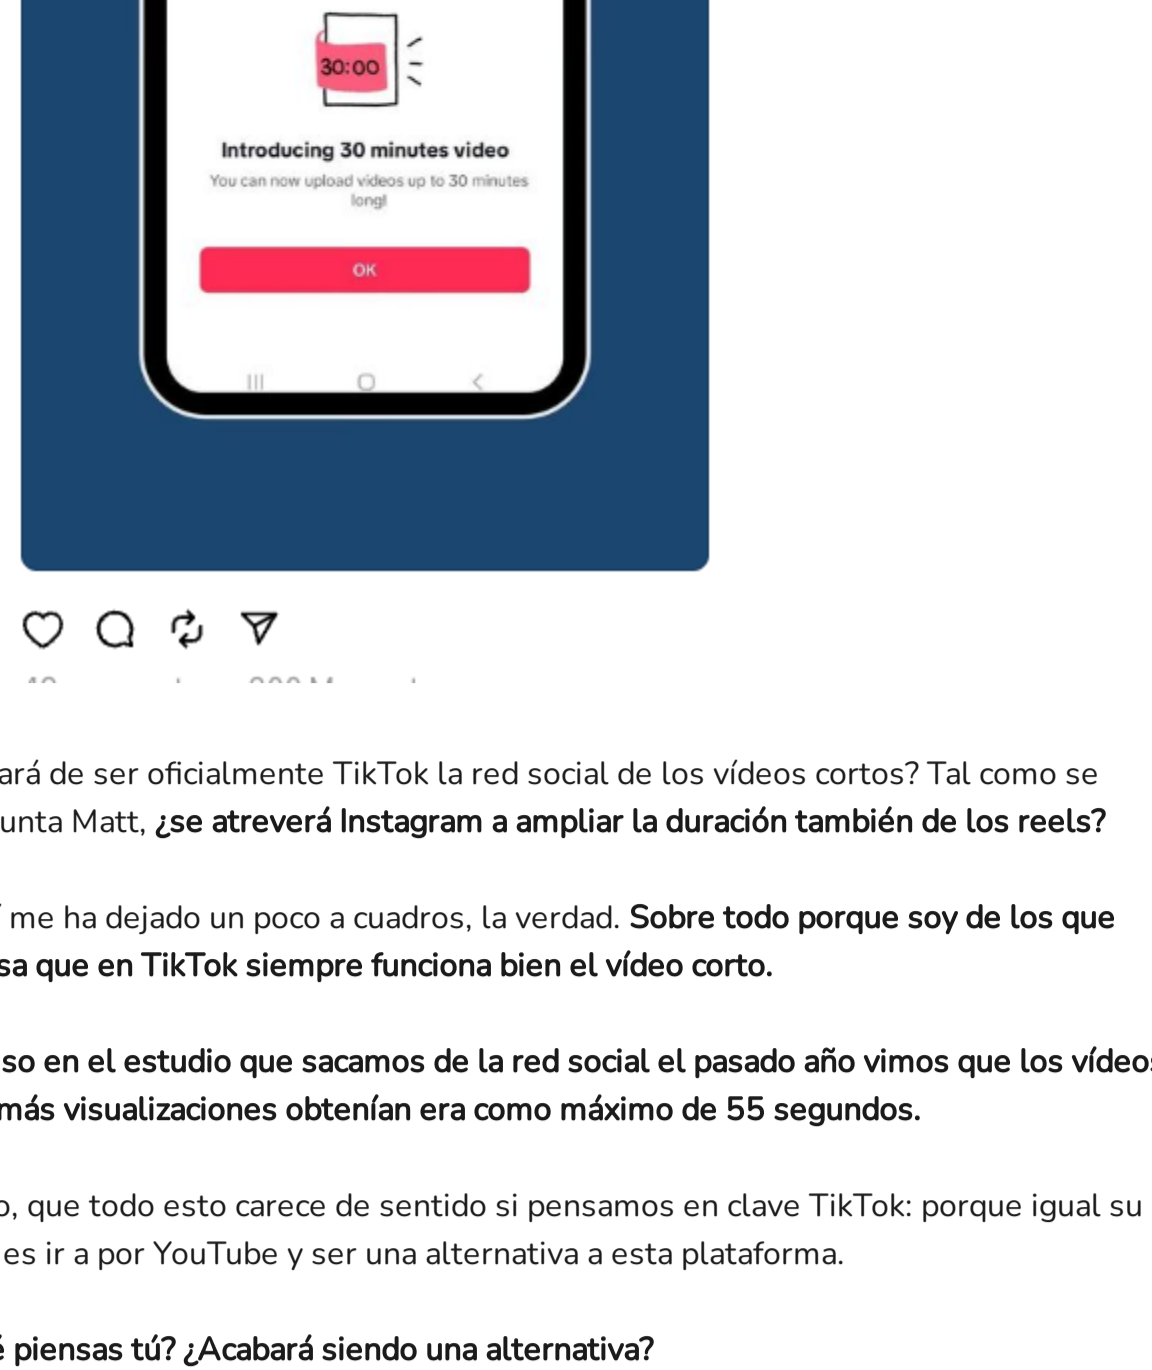 30:00
Introducing 30 minutes video
You can now upload videos up to 30 minutes
long!
OK
ará de ser oficialmente TikTok la red social de los vídeos cortos? Tal como se
unta Matt, ¿se atreverá Instagram a ampliar la duración también de los reels?
me ha dejado un poco a cuadros, la verdad. Sobre todo porque soy de los que
sa que en TikTok siempre funciona bien el vídeo corto.
so en el estudio que sacamos de la red social el pasado año vimos que los vídeos
más visualizaciones obtenían era como máximo de 55 segundos.
o, que todo esto carece de sentido si pensamos en clave TikTok: porque igual su
es ir a por YouTube y ser una alternativa a esta plataforma.
é piensas tú? ¿Acabará siendo una alternativa?